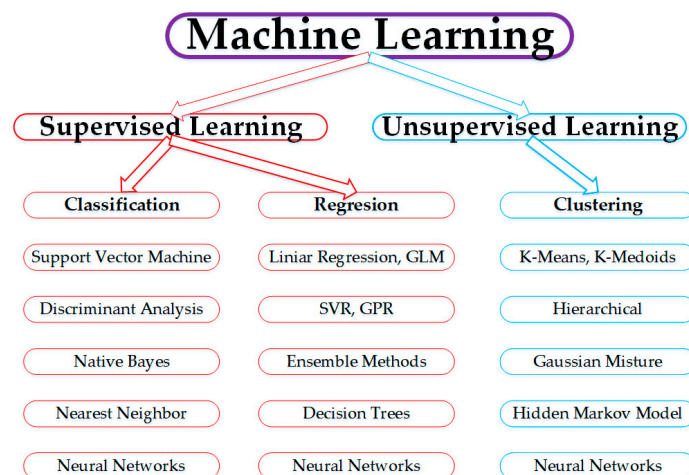 Machine Learning
Supervised Learning
Unsupervised Learning
Classification
Regresion
Clustering
Support Vector Machine
Liniar Regression, GLM
K-Means, K-Medoids
Discriminant Analysis
SVR, GPR
Hierarchical
Native Bayes
Ensemble Methods
Gaussian Misture
Nearest Neighbor
Decision Trees
Hidden Markov Model
Neural Networks
Neural Networks
Neural Networks